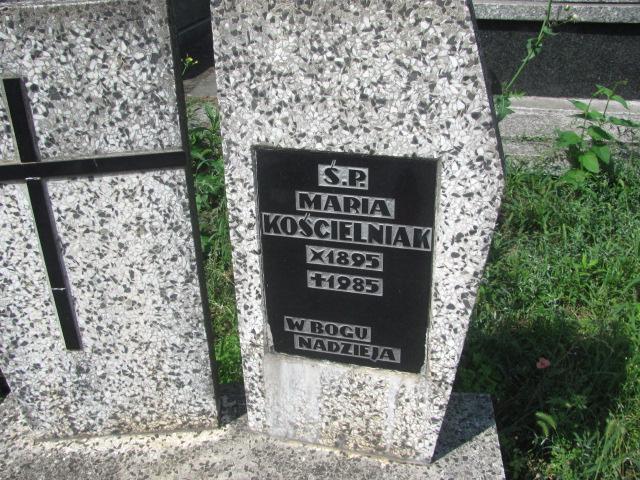 Ś.P.
MARIA
KOŚCIELNIAK
×1895
✝1985
W BOGU
NADZIEJA